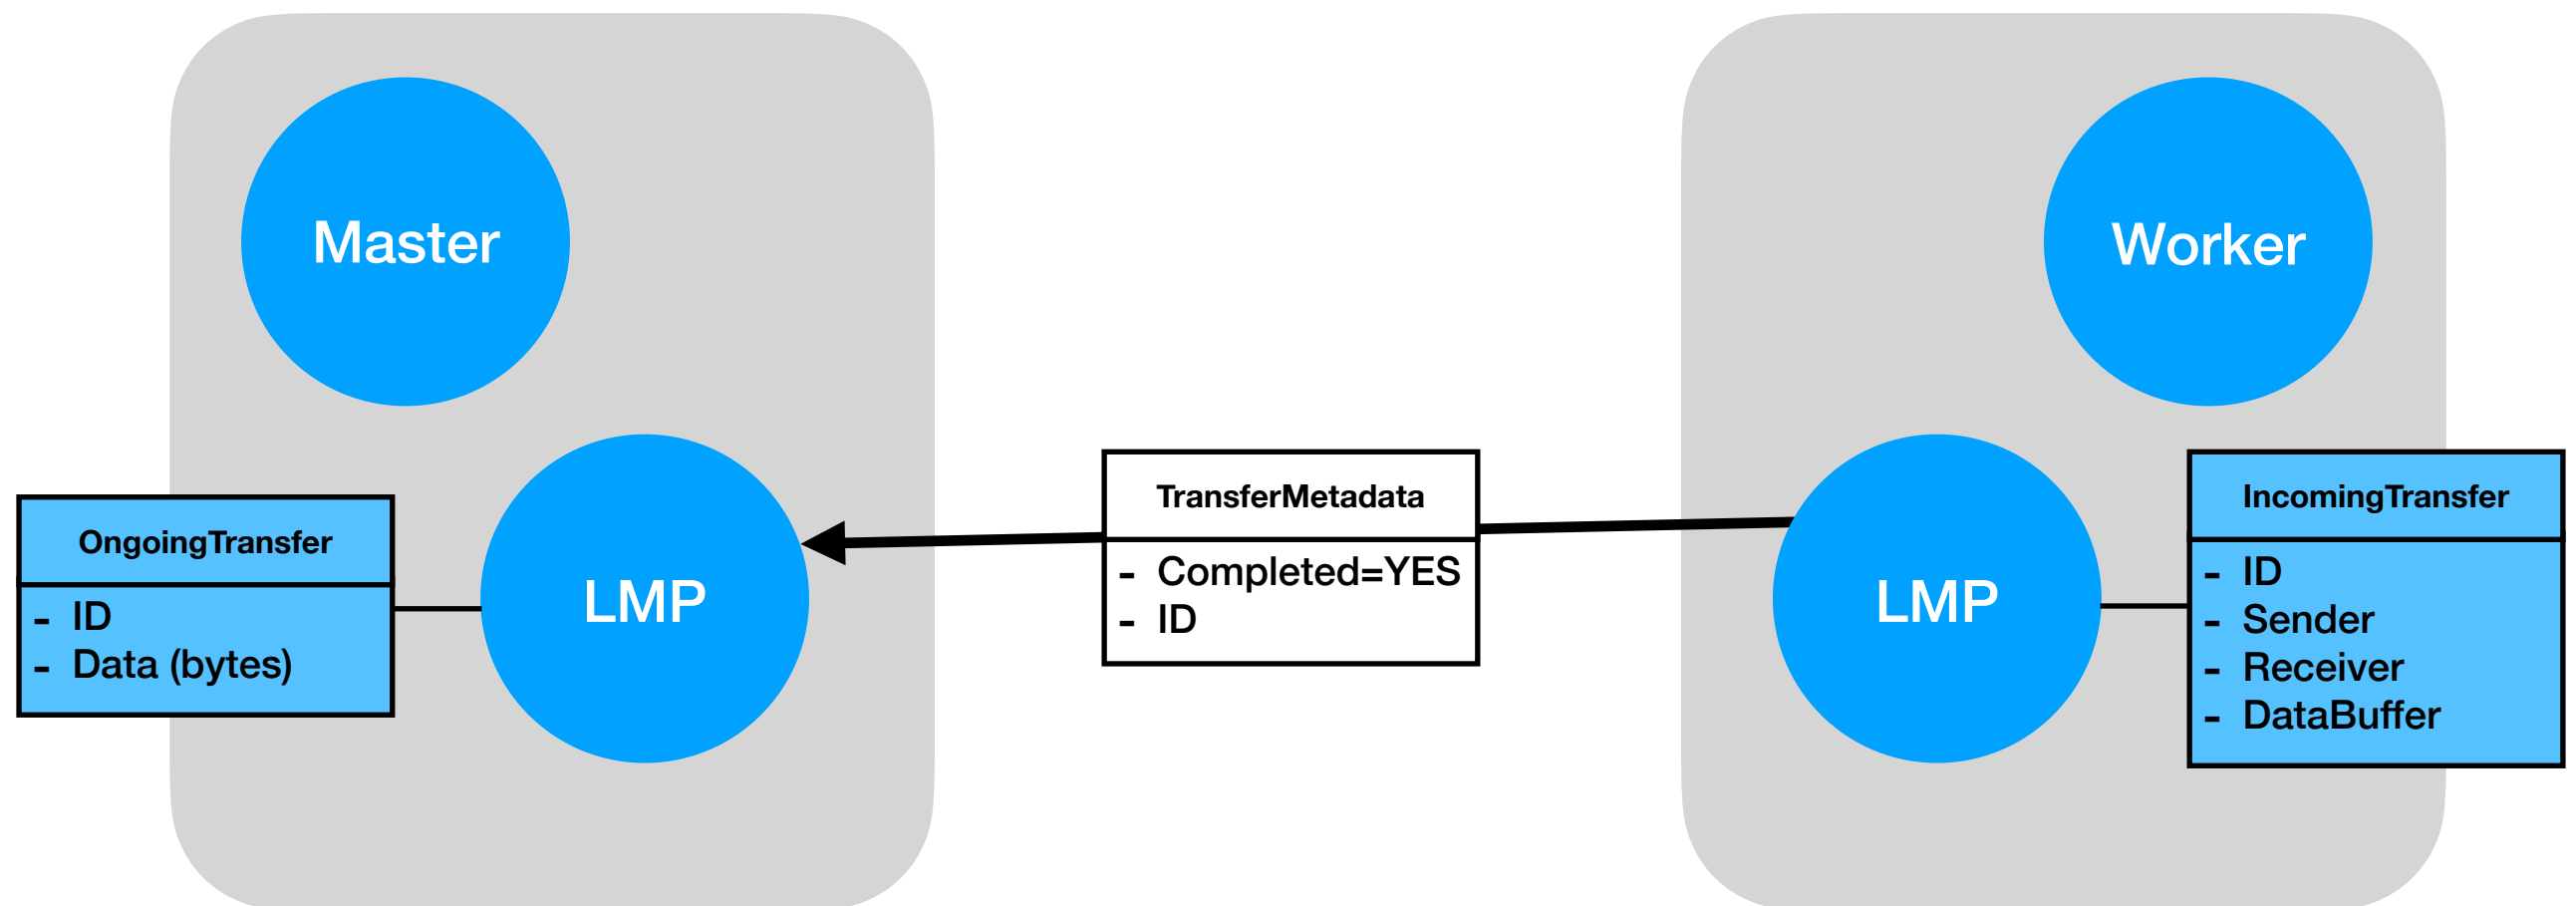 Master
Worker
OngoingTransfer
- ID
- Data (bytes)
LMP
TransferMetadata
- Completed=YES
- ID
LMP
IncomingTransfer
- ID
- Sender
- Receiver
- DataBuffer